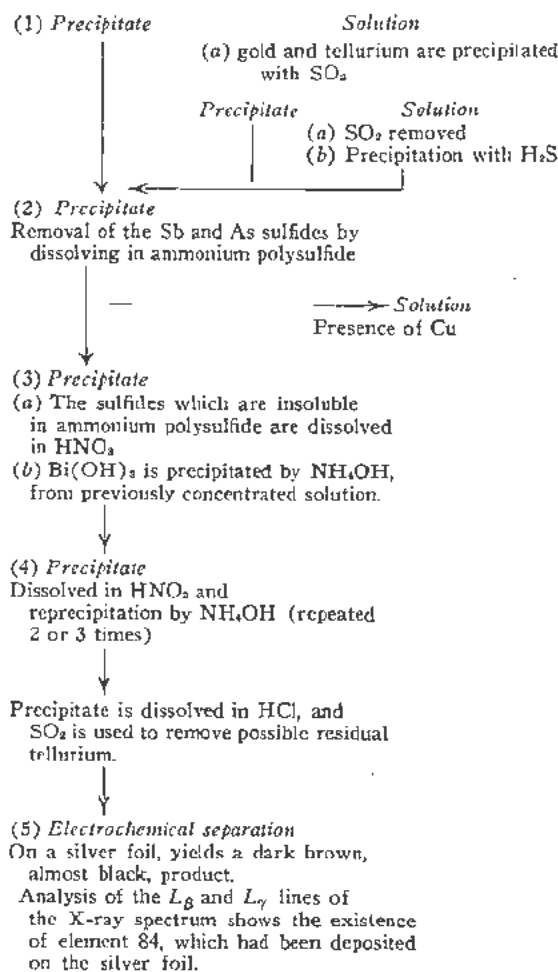 (1) Precipitate Solution
(a) gold and tellurium are precipilated
with SO₂
Precipitate Solution
(a) SO₂ removed
(b) Precipitation with H₂S
(2) Precipitate
Removal of the Sb and As sulfides by
dissolving in ammonium polysulfide
Solution
Presence of Cu
(3) Precipitate
(a) The sulfides which are insoluble
in ammonium polysulfide are dissolved
in HNO₃
(b) Bi(OH)₃ is precipitated by NH₄OH,
from previously concentrated solution.
(4) Precipitate
Dissolved in HNO₃ and
reprecipitation by NH₄OH (repeated
2 or 3 times)
Precipitate is dissolved in HCl, and
SO₂ is used to remove possible residual
tellurium.
(5) Electrochemical separation
On a silver foil, yields a dark brown,
almost black, product.
Analysis of the Lᵦ and Lᵧ lines of
the X-ray spectrum shows the existence
of element 84, which had been deposited
on the silver foil.